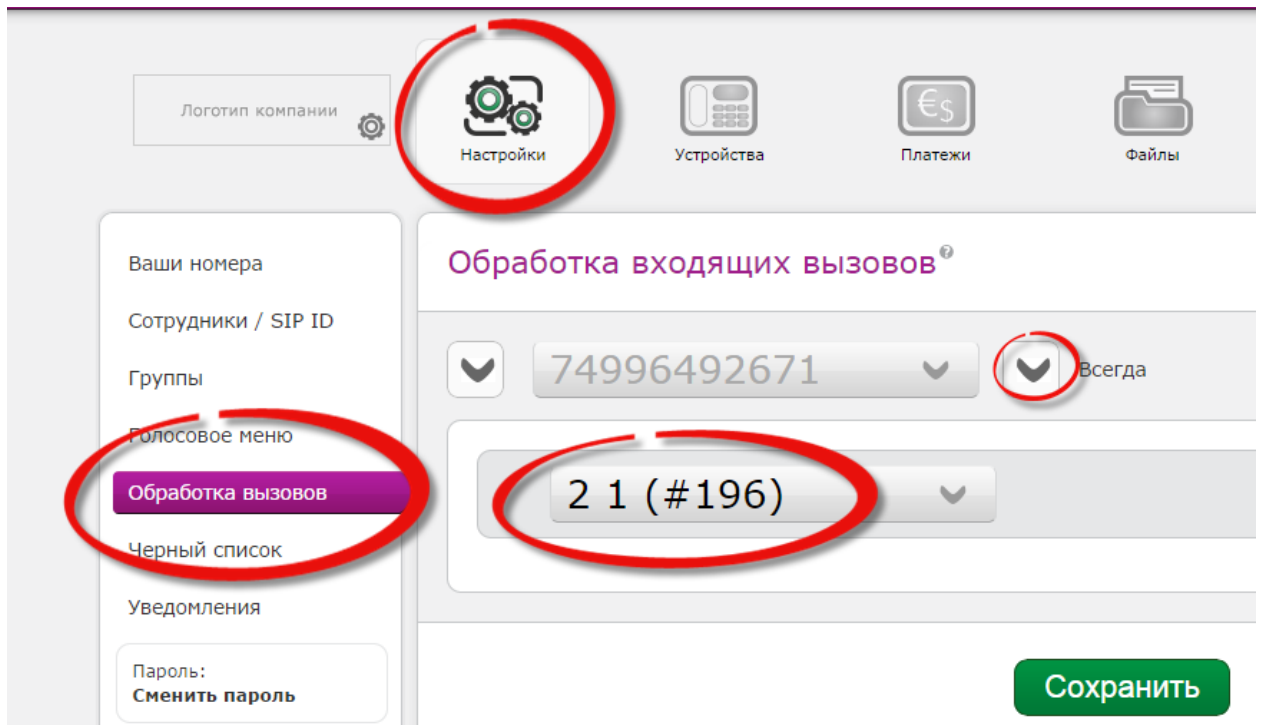 Логотип компании
Настройки
Устройства
Платежи
Файлы
Ваши номера
Сотрудники / SIP ID
Группы
Голосовое меню
Обработка вызовов
Черный список
Уведомления
Пароль:
Сменить пароль
Обработка входящих вызовов
74996492671
Всегда
2 1 (#196)
Сохранить